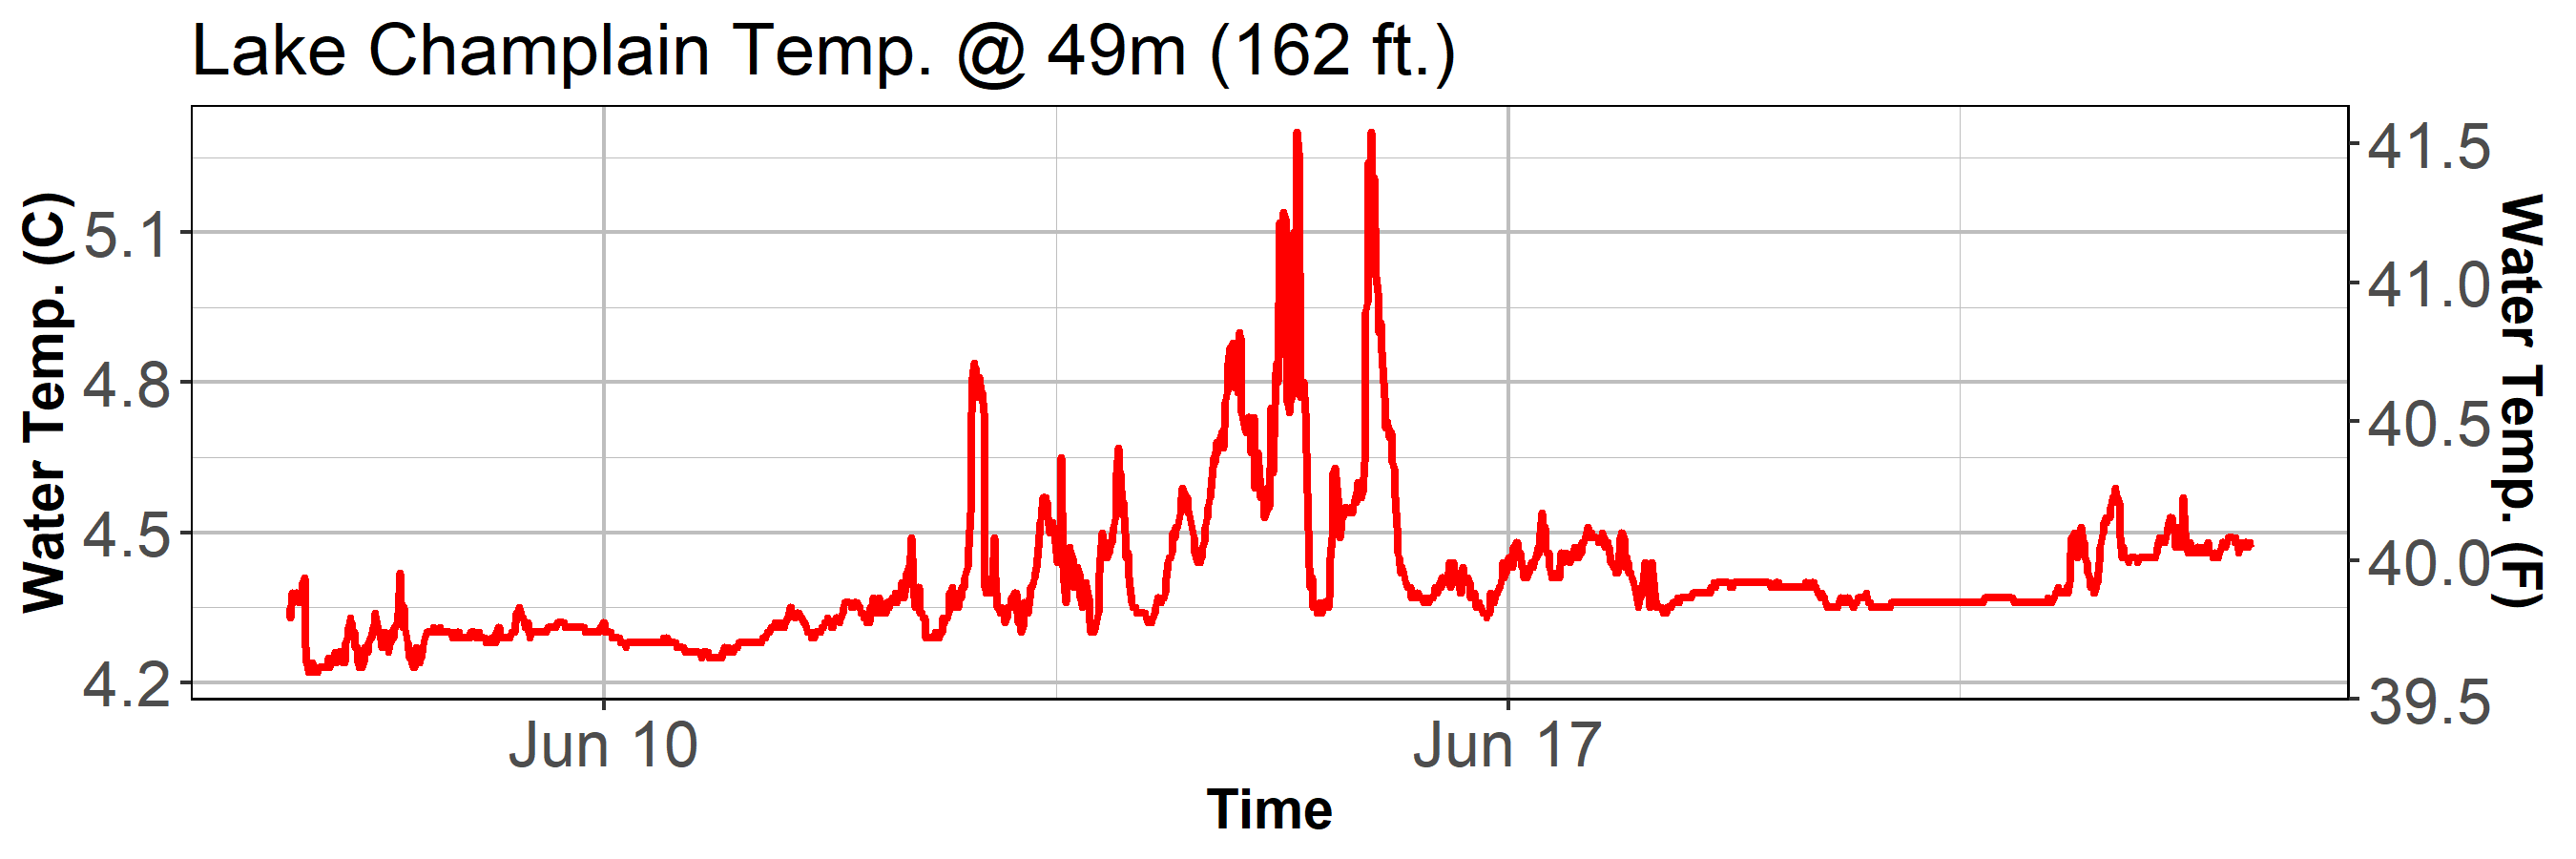 Lake Champlain Temp. @ 49m (162 ft.)
Water Temp. (C)
5.1
4.8
4.5
4.2
41.5
41.0
40.5
40.0
39.5
Water Temp. (F)
Jun 10
Jun 17
Time